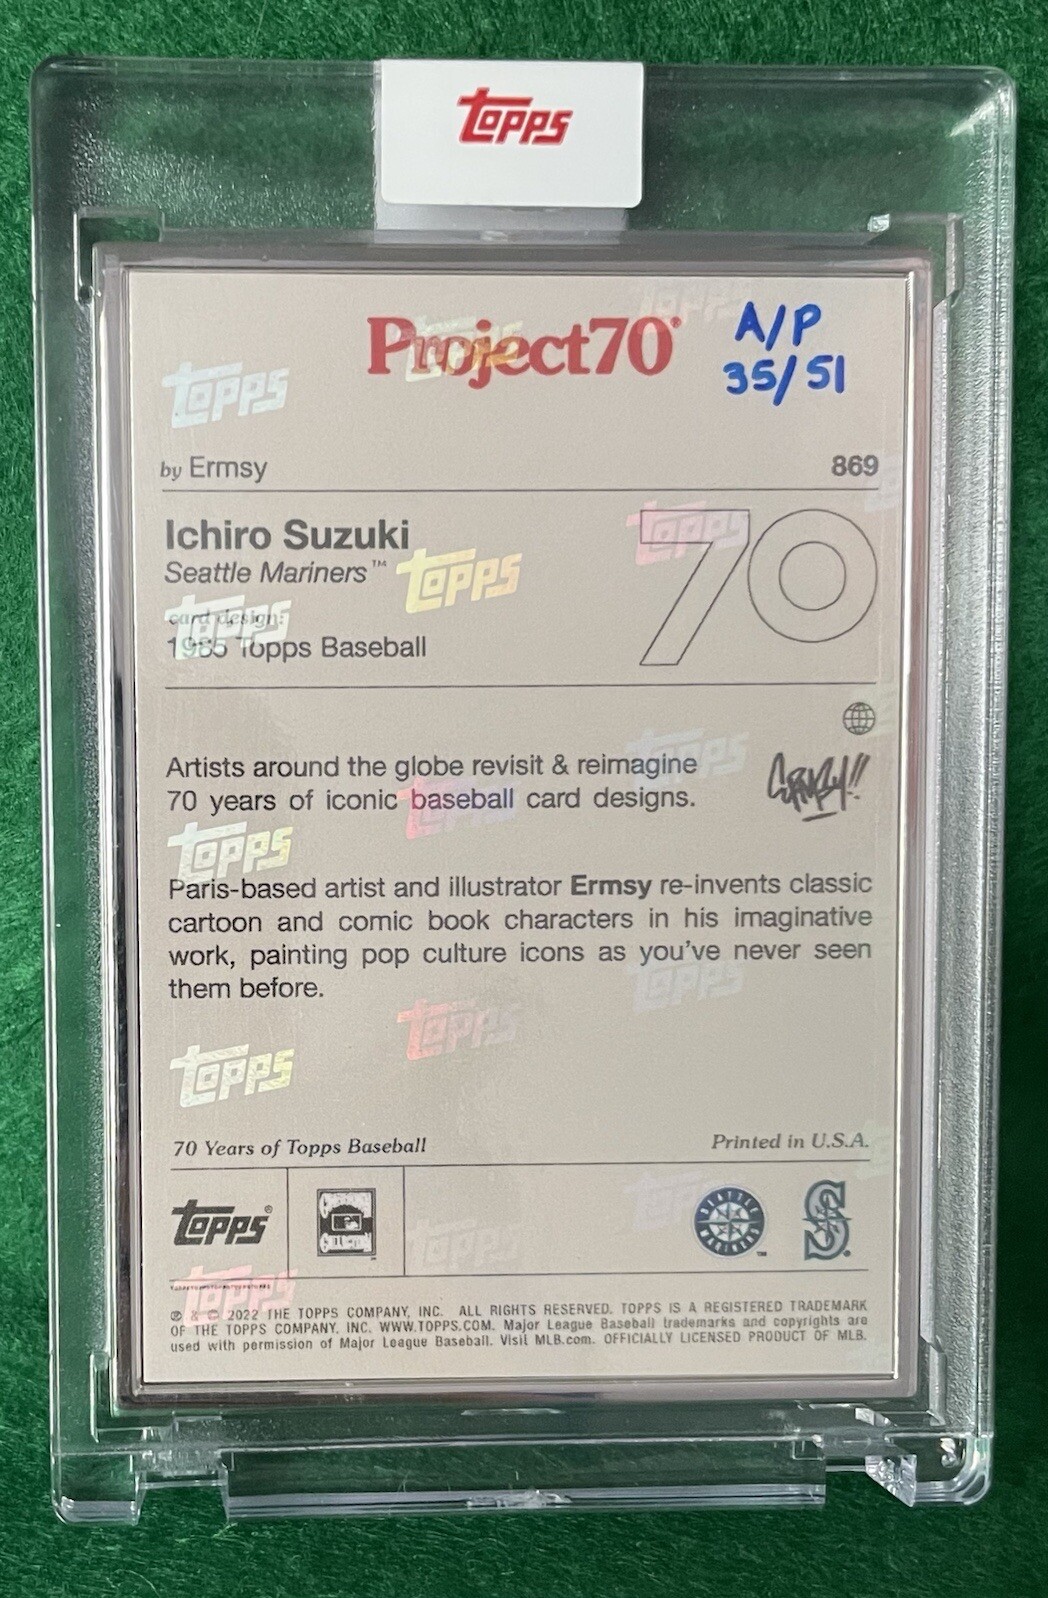 Topps
Project70® A/P
35/51
by Ermsy 869
Ichiro Suzuki
Seattle Mariners™
card design:
1985 Topps Baseball
70
Artists around the globe revisit & reimagine
70 years of iconic baseball card designs.
ERMSY!!
Paris-based artist and illustrator Ermsy re-invents classic
cartoon and comic book characters in his imaginative
work, painting pop culture icons as you've never seen
them before.
70 Years of Topps Baseball Printed in U.S.A.
Topps® SEATTLE MARINERS™ S
® & © 2022 THE TOPPS COMPANY, INC. ALL RIGHTS RESERVED. TOPPS IS A REGISTERED TRADEMARK
OF THE TOPPS COMPANY, INC. WWW.TOPPS.COM. Major League Baseball trademarks and copyrights are
used with permission of Major League Baseball. Visit MLB.com. OFFICIALLY LICENSED PRODUCT OF MLB.